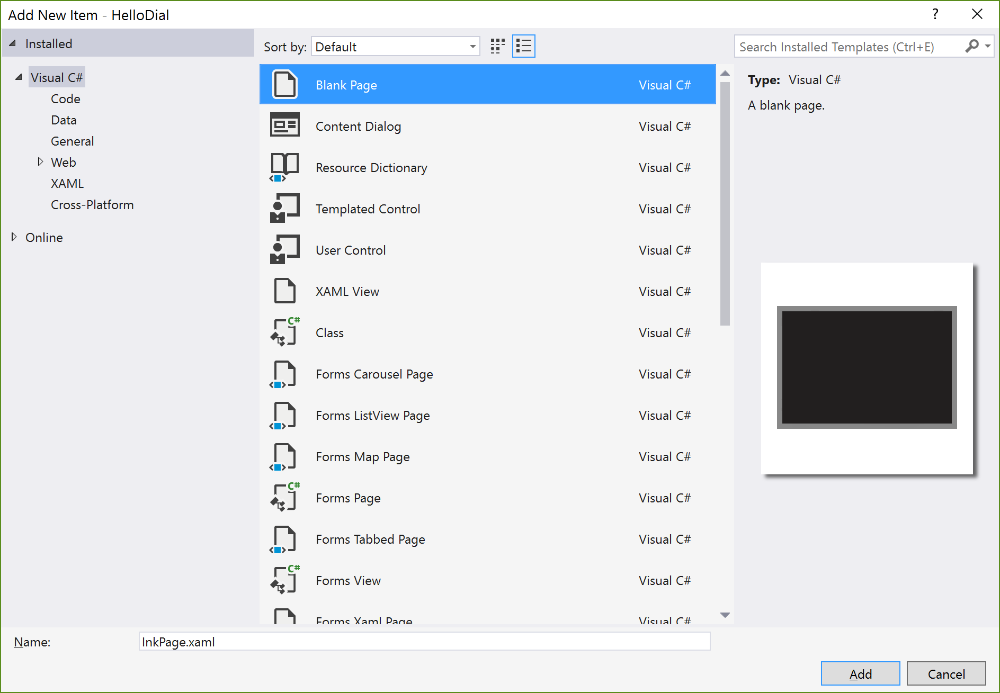 Add New Item - HelloDial
?
Installed
Sort by: Default
Search Installed Templates (Ctrl+E)
Visual C#
Code
Data
General
Web
XAML
Cross-Platform
Online
Blank Page Visual C#
Content Dialog Visual C#
Resource Dictionary Visual C#
Templated Control Visual C#
User Control Visual C#
XAML View Visual C#
C#
Class Visual C#
Forms Carousel Page Visual C#
Forms ListView Page Visual C#
Forms Map Page Visual C#
C#
Forms Page Visual C#
Forms Tabbed Page Visual C#
C#
Forms View Visual C#
Forms Xaml Page Visual C#
Type: Visual C#
A blank page.
Name: InkPage.xaml
Add Cancel